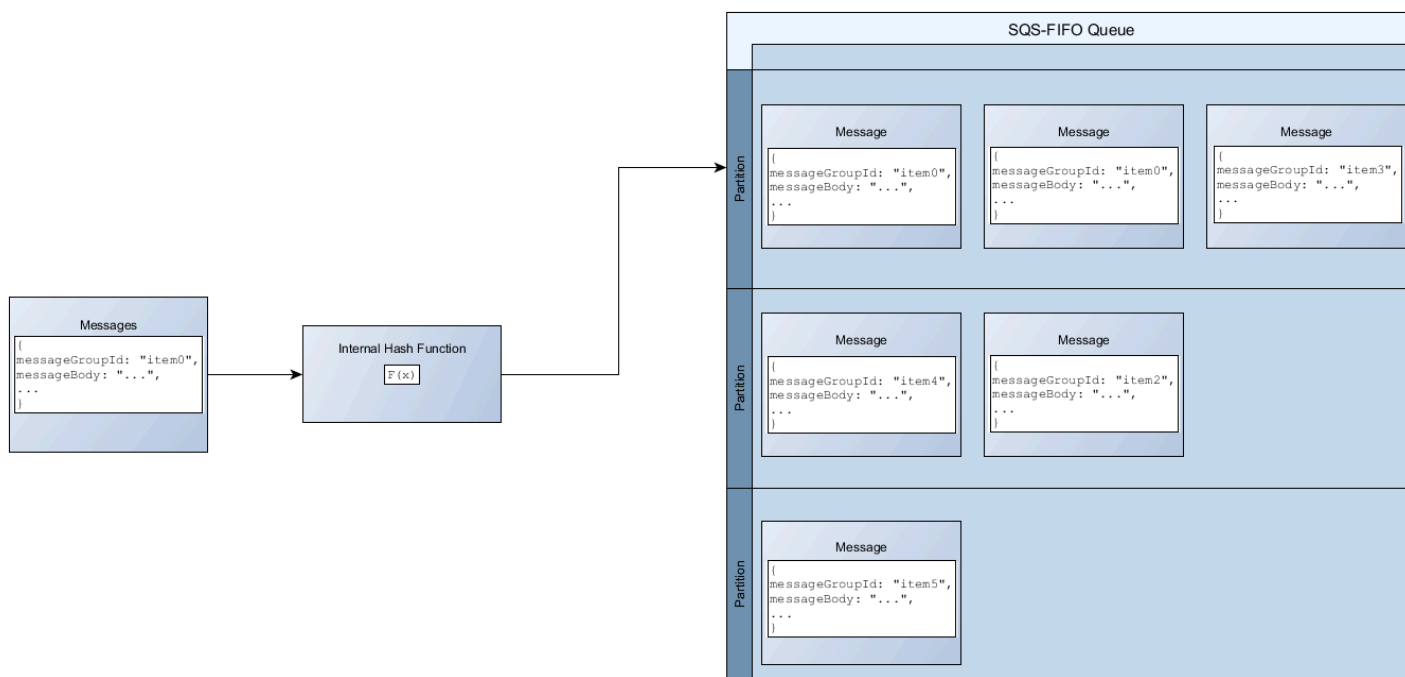 SQS-FIFO Queue
Partition
Message
{
messageGroupId: "item0",
messageBody: "...",
...
}
Message
{
messageGroupId: "item0",
messageBody: "...",
...
}
Message
{
messageGroupId: "item3",
messageBody: "...",
...
}
Messages
{
messageGroupId: "item0",
messageBody: "...",
...
}
Internal Hash Function
F(x)
Partition
Message
{
messageGroupId: "item4",
messageBody: "...",
...
}
Message
{
messageGroupId: "item2",
messageBody: "...",
...
}
Partition
Message
{
messageGroupId: "item5",
messageBody: "...",
...
}